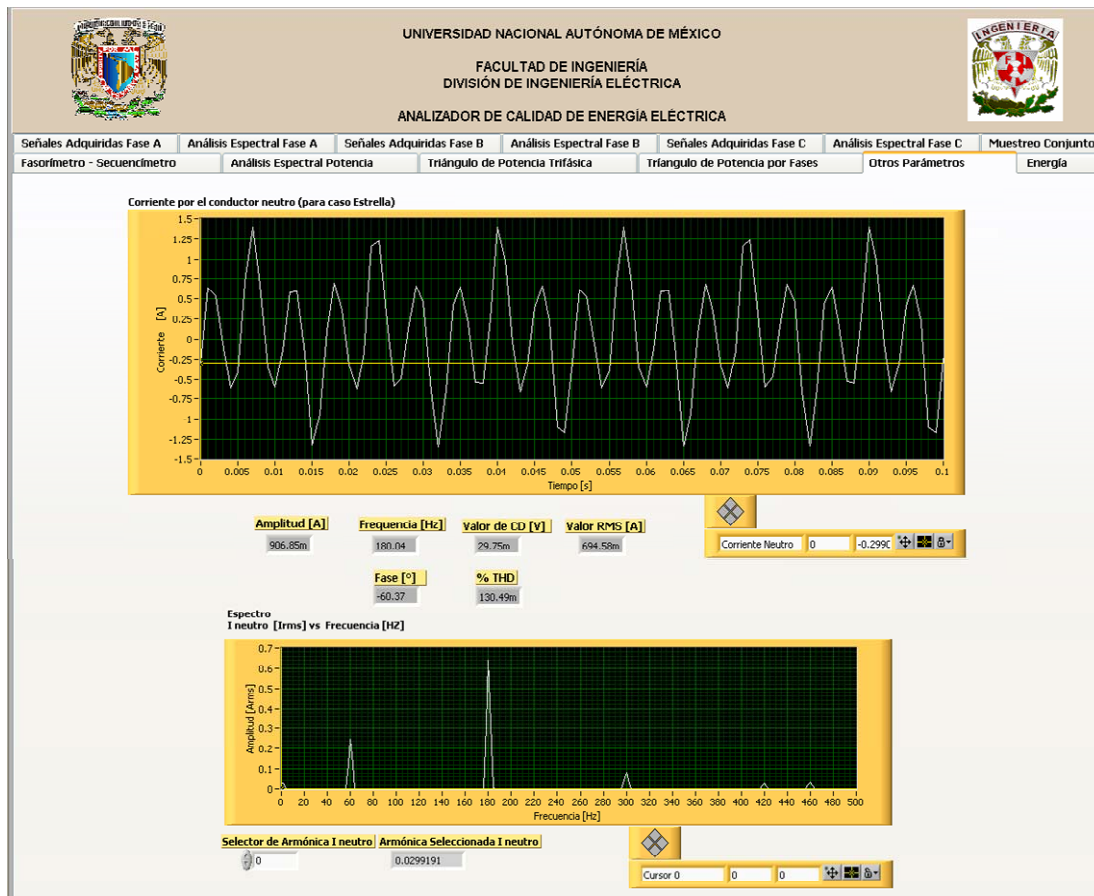 UNIVERSIDAD NACIONAL AUTÓNOMA DE MÉXICO
FACULTAD DE INGENIERÍA
DIVISIÓN DE INGENIERÍA ELÉCTRICA
ANALIZADOR DE CALIDAD DE ENERGÍA ELÉCTRICA
INGENIERIA
Señales Adquiridas Fase A Análisis Espectral Fase A Señales Adquiridas Fase B Análisis Espectral Fase B Señales Adquiridas Fase C Análisis Espectral Fase C Muestreo Conjunto
Fasorímetro - Secuencímetro Análisis Espectral Potencia Triángulo de Potencia Trifásica Tríangulo de Potencia por Fases Otros Parámetros Energía
Corriente por el conductor neutro (para caso Estrella)
1.5
1.25
1
0.75
0.5
0.25
0
-0.25
-0.5
-0.75
1
-1.25
-1.5
Corriente [A]
0 0.005 0.01 0.015 0.02 0.025 0.03 0.035 0.04 0.045 0.05 0.055 0.06 0.065 0.07 0.075 0.08 0.085 0.09 0.095 0.1
Tiempo [s]
Amplitud [A] Frequencia [Hz] Valor de CD [V] Valor RMS [A]
906.85m 180.04 29.75m 694.58m
Corriente Neutro 0 -0.2990
Fase [°] % THD
-60.37 130.49m
Espectro
I neutro [Irms] vs Frecuencia [HZ]
0.7
0.6
0.5
0.4
0.3
0.2
0.1
0
Amplitud [Arms]
0 20 40 60 80 100 120 140 160 180 200 220 240 260 280 300 320 340 360 380 400 420 440 460 480 500
Frecuencia [Hz]
Selector de Armónica I neutro Armónica Seleccionada I neutro
0 0.0299191
Cursor 0 0 0